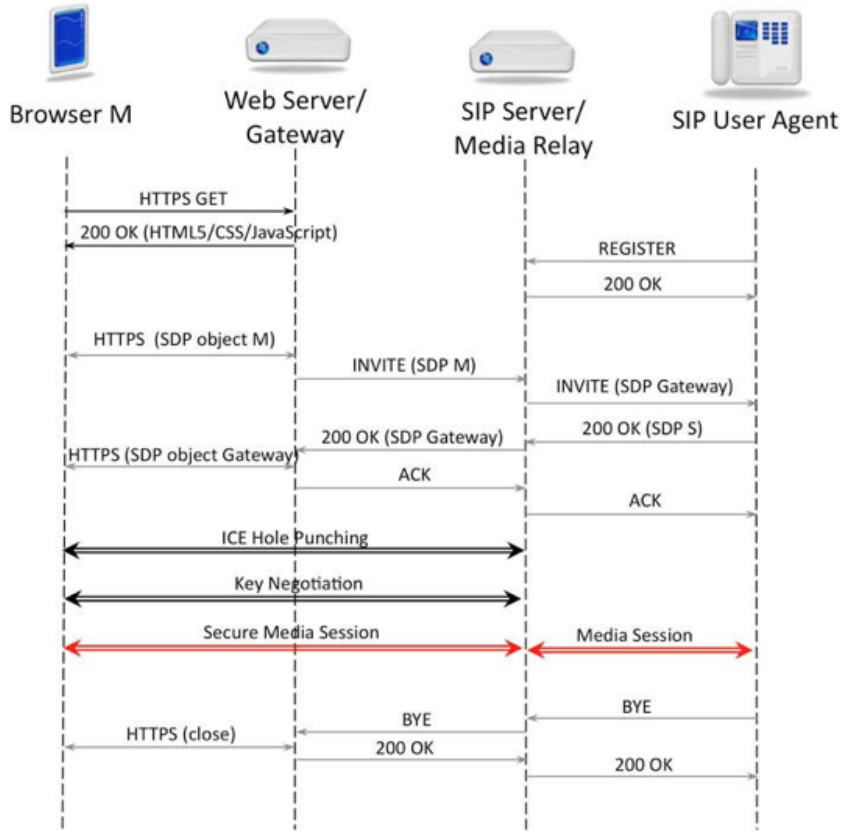 Browser M
Web Server/
Gateway
SIP Server/
Media Relay
SIP User Agent
HTTPS GET
200 OK (HTML5/CSS/JavaScript)
REGISTER
200 OK
HTTPS (SDP object M)
INVITE (SDP M)
INVITE (SDP Gateway)
200 OK (SDP S)
200 OK (SDP Gateway)
HTTPS (SDP object Gateway)
ACK
ACK
ICE Hole Punching
Key Negotiation
Secure Media Session
Media Session
BYE
BYE
HTTPS (close)
200 OK
200 OK